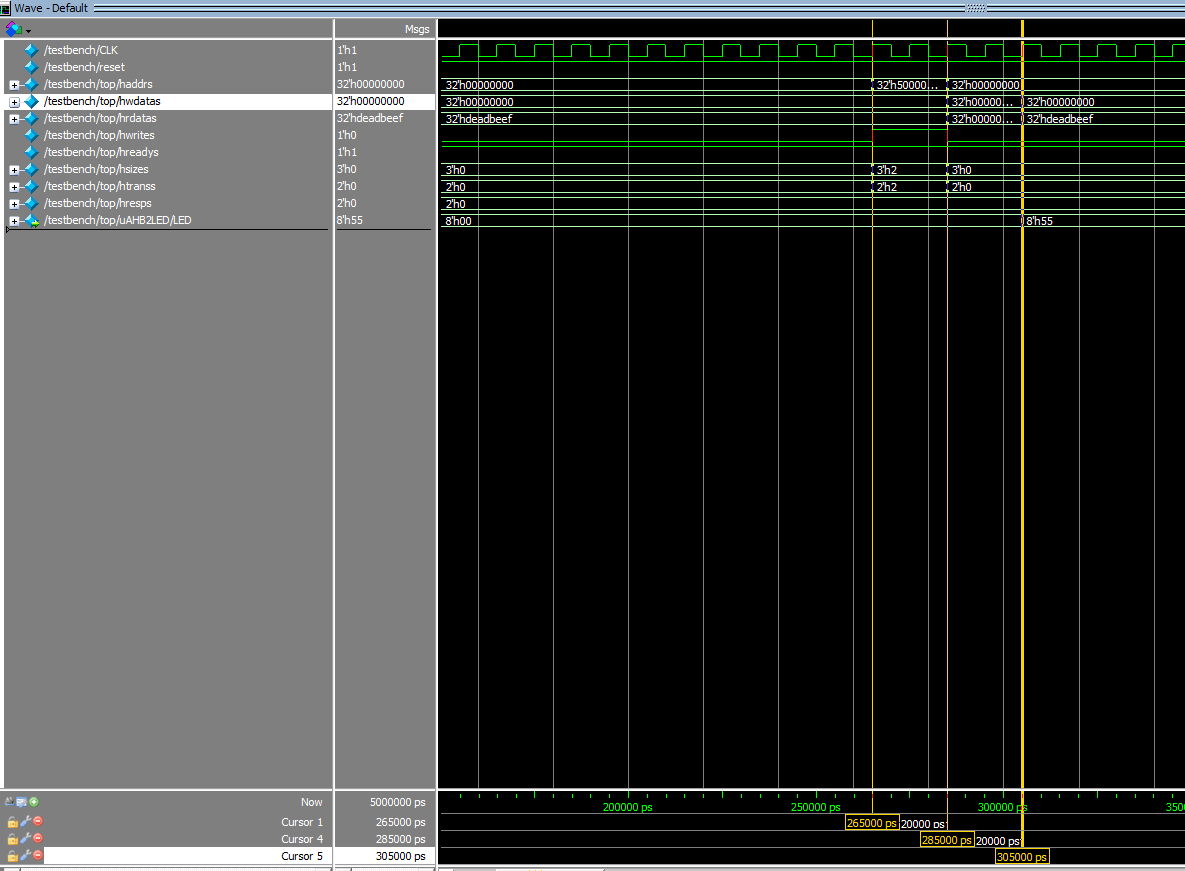 Wave - Default
Msgs
/testbench/CLK 1'h1
/testbench/reset 1'h1
/testbench/top/haddrs 32'h00000000 32'h00000000 32'h50000... 32'h00000000
/testbench/top/hwdatas 32'h00000000 32'h00000000 32'h00000... 32'h00000000
/testbench/top/hrdatas 32'hdeadbeef 32'hdeadbeef 32'h00000... 32'hdeadbeef
/testbench/top/hwrites 1'h0
/testbench/top/hreadys 1'h1
/testbench/top/hsizes 3'h0 3'h0 3'h2 3'h0
/testbench/top/htranss 2'h0 2'h0 2'h2 2'h0
/testbench/top/hresps 2'h0 2'h0
/testbench/top/uAHB2LED/LED 8'h55 8'h00 8'h55
Now 5000000 ps 200000 ps 250000 ps 300000 ps 3500
Cursor 1 265000 ps 265000 ps 20000 ps
Cursor 4 285000 ps 285000 ps 20000 ps
Cursor 5 305000 ps 305000 ps